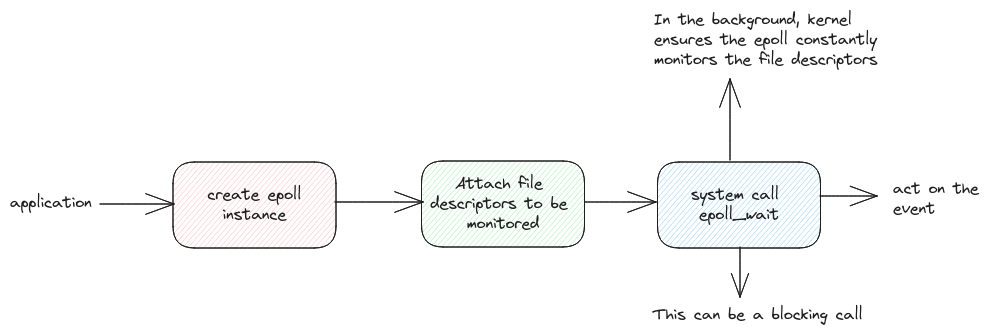 In the background, kernel
ensures the epoll constantly
monitors the file descriptors
application
create epoll
instance
Attach file
descriptors to be
monitored
system call
epoll_wait
act on the
event
This can be a blocking call